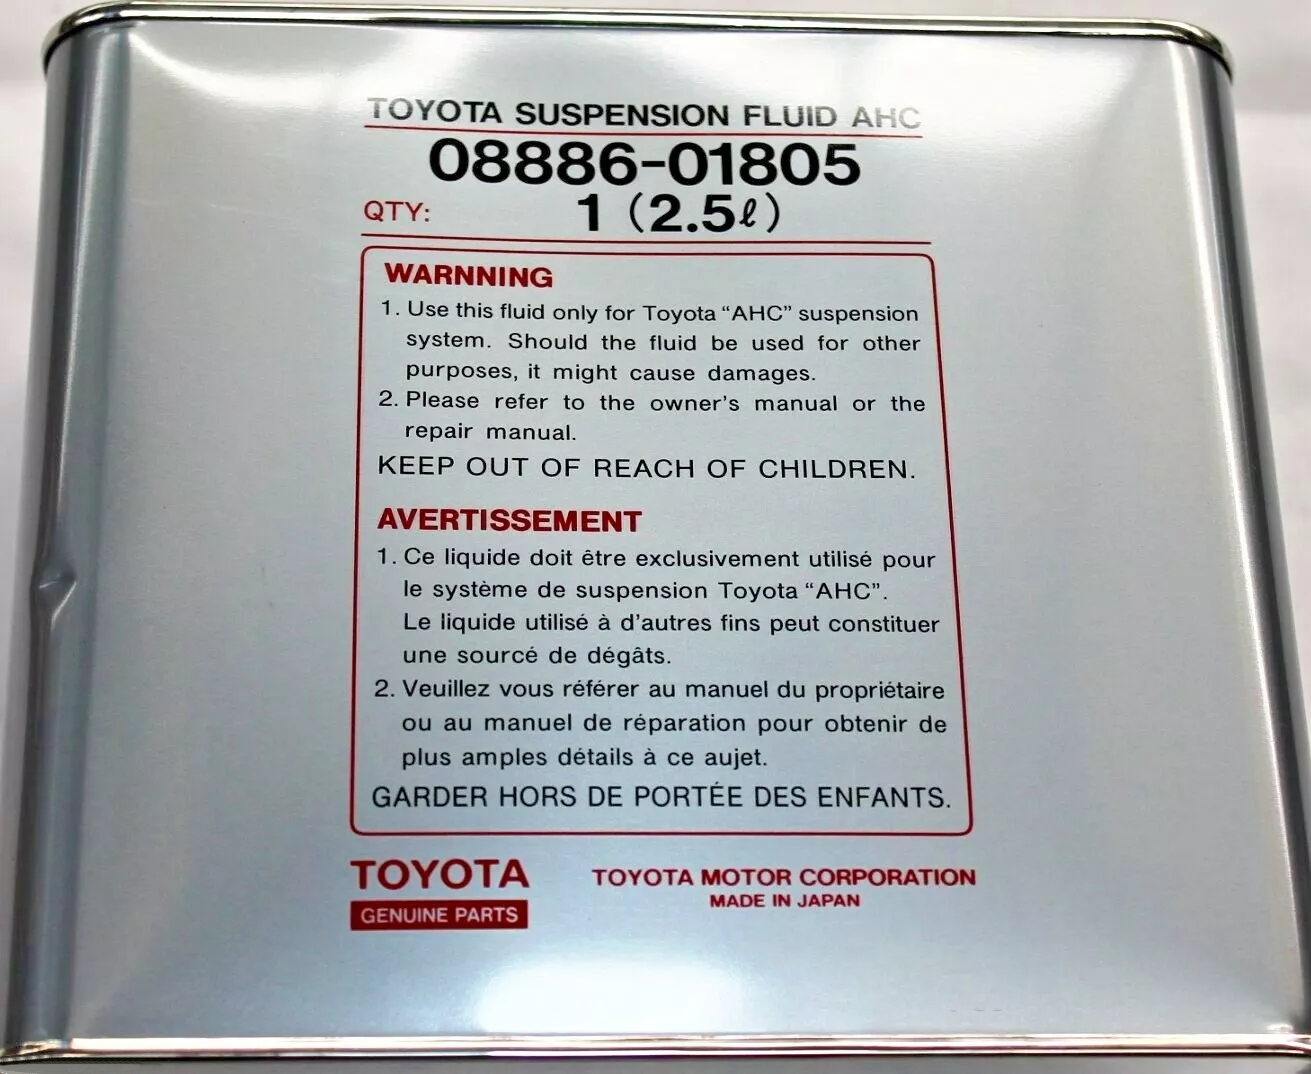 TOYOTA SUSPENSION FLUID AHC
08886-01805
QTY: 1 (2.5ℓ)
WARNNING
1. Use this fluid only for Toyota “AHC” suspension
system. Should the fluid be used for other
purposes, it might cause damages.
2. Please refer to the owner's manual or the
repair manual.
KEEP OUT OF REACH OF CHILDREN.
AVERTISSEMENT
1. Ce liquide doit être exclusivement utilisé pour
le système de suspension Toyota “AHC”.
Le liquide utilisé à d'autres fins peut constituer
une sourcé de dégâts.
2. Veuillez vous référer au manuel du propriétaire
ou au manuel de réparation pour obtenir de
plus amples détails à ce aujet.
GARDER HORS DE PORTÉE DES ENFANTS.
TOYOTA
GENUINE PARTS
TOYOTA MOTOR CORPORATION
MADE IN JAPAN